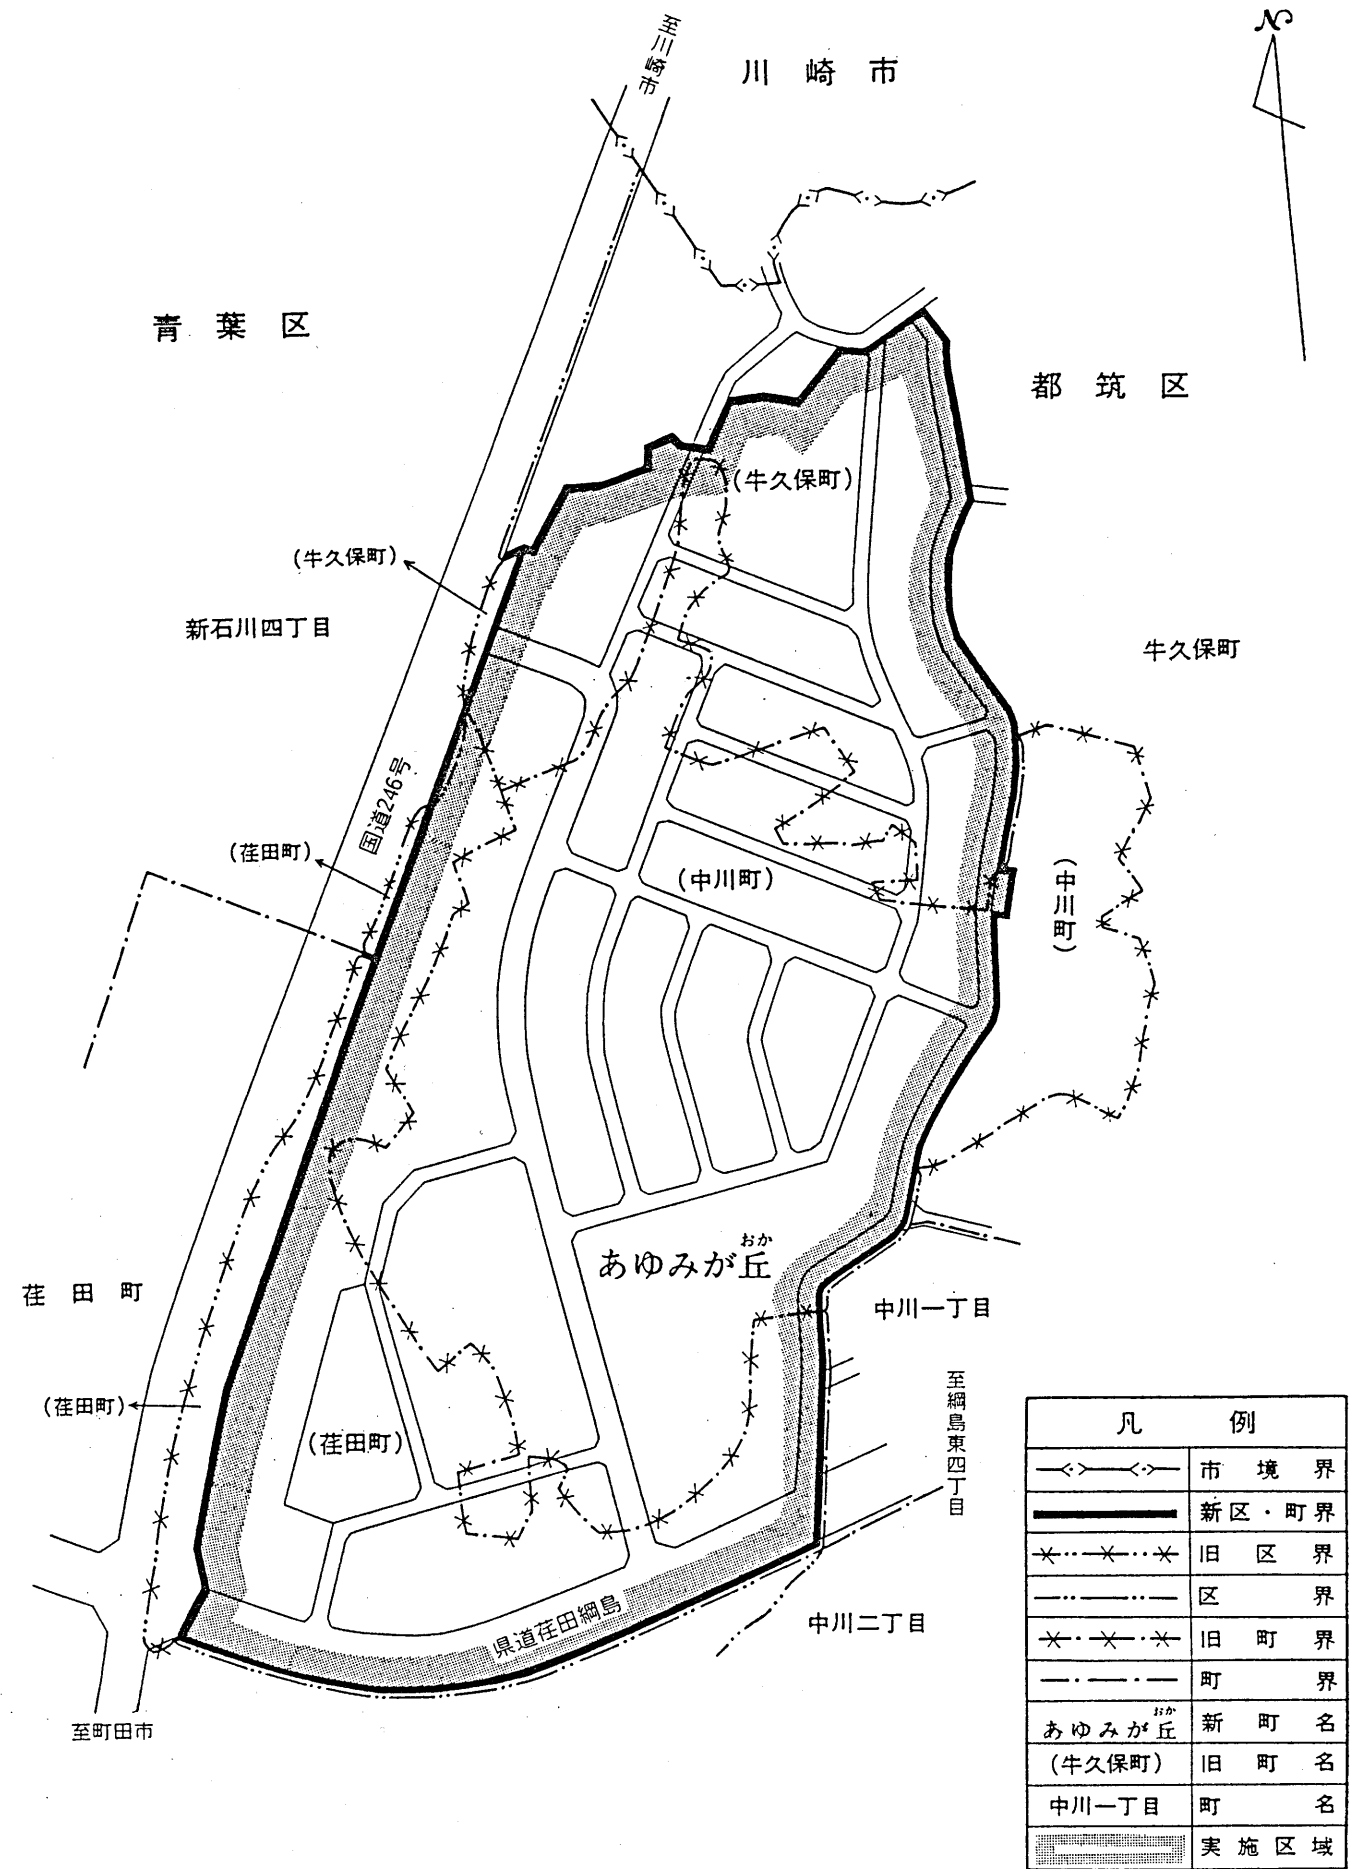 至川崎市
川崎市
N
青葉区
都筑区
(牛久保町)
(牛久保町)
新石川四丁目
牛久保町
国道246号
(荏田町)
(中川町)
(中川町)
おか
あゆみが丘
荏田町
中川一丁目
(荏田町)
至綱島東四丁目
(荏田町)
県道荏田綱島
中川二丁目
至町田市
凡例
市境界
新区・町界
旧区界
区界
旧町界
町界
おか
あゆみが丘 新町名
(牛久保町) 旧町名
中川一丁目 町名
実施区域